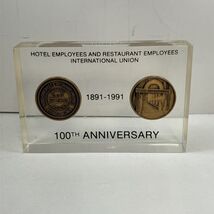 HOTEL EMPLOYEES AND RESTAURANT EMPLOYEES
INTERNATIONAL UNION
1891-1991
100TH ANNIVERSARY